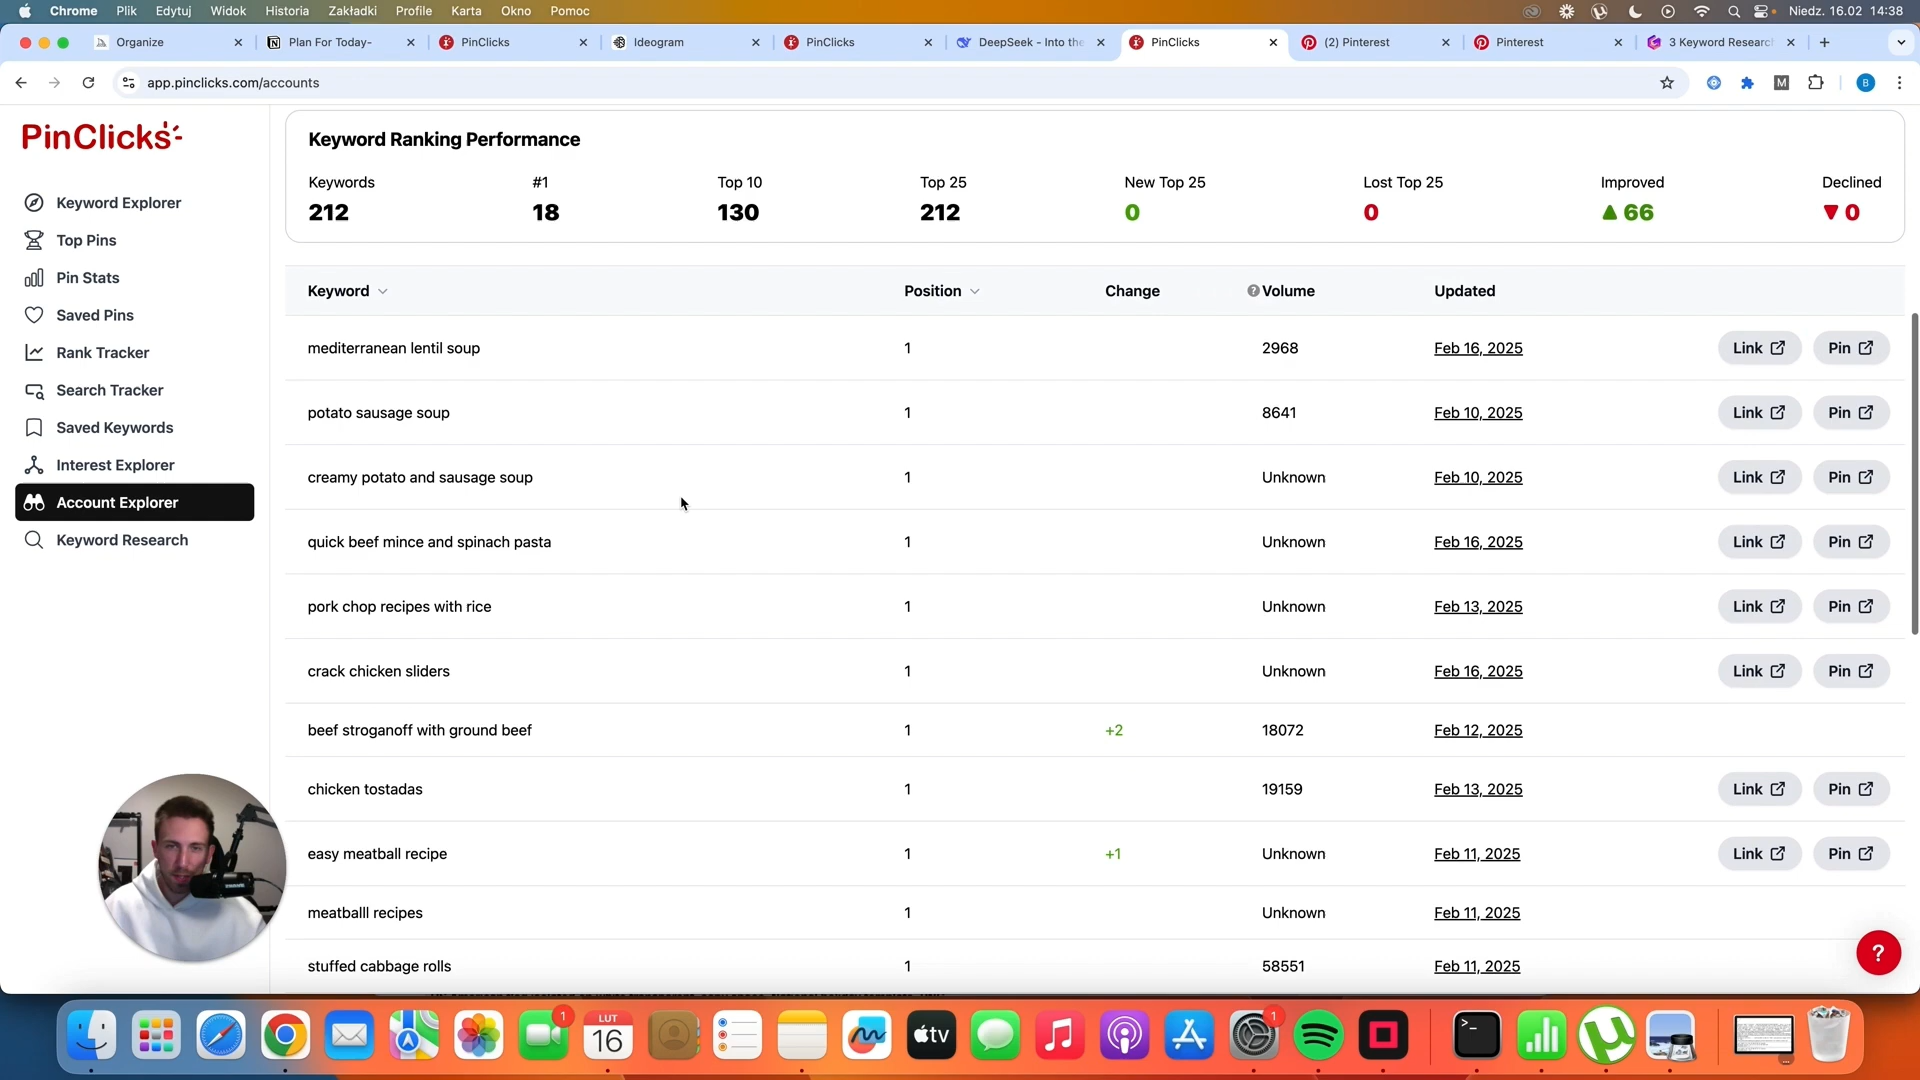 Chrome Plik Edytuj Widok Historia Zakładki Profile Karta Okno Pomoc Niedz. 16.02 14:38
Organize Plan For Today- PinClicks Ideogram PinClicks DeepSeek - Into the PinClicks (2) Pinterest Pinterest 3 Keyword Research
app.pinclicks.com/accounts M B
PinClicks
Keyword Explorer
Top Pins
Pin Stats
Saved Pins
Rank Tracker
Search Tracker
Saved Keywords
Interest Explorer
Account Explorer
Keyword Research
Keyword Ranking Performance
Keywords #1 Top 10 Top 25 New Top 25 Lost Top 25 Improved Declined
212 18 130 212 0 0 ▲ 66 ▼ 0
Keyword Position Change ? Volume Updated
mediterranean lentil soup 1 2968 Feb 16, 2025 Link Pin
potato sausage soup 1 8641 Feb 10, 2025 Link Pin
creamy potato and sausage soup 1 Unknown Feb 10, 2025 Link Pin
quick beef mince and spinach pasta 1 Unknown Feb 16, 2025 Link Pin
pork chop recipes with rice 1 Unknown Feb 13, 2025 Link Pin
crack chicken sliders 1 Unknown Feb 16, 2025 Link Pin
beef stroganoff with ground beef 1 +2 18072 Feb 12, 2025
chicken tostadas 1 19159 Feb 13, 2025 Link Pin
easy meatball recipe 1 +1 Unknown Feb 11, 2025 Link Pin
meatballl recipes 1 Unknown Feb 11, 2025
stuffed cabbage rolls 1 58551 Feb 11, 2025
?
1 LUT 16 tv 1